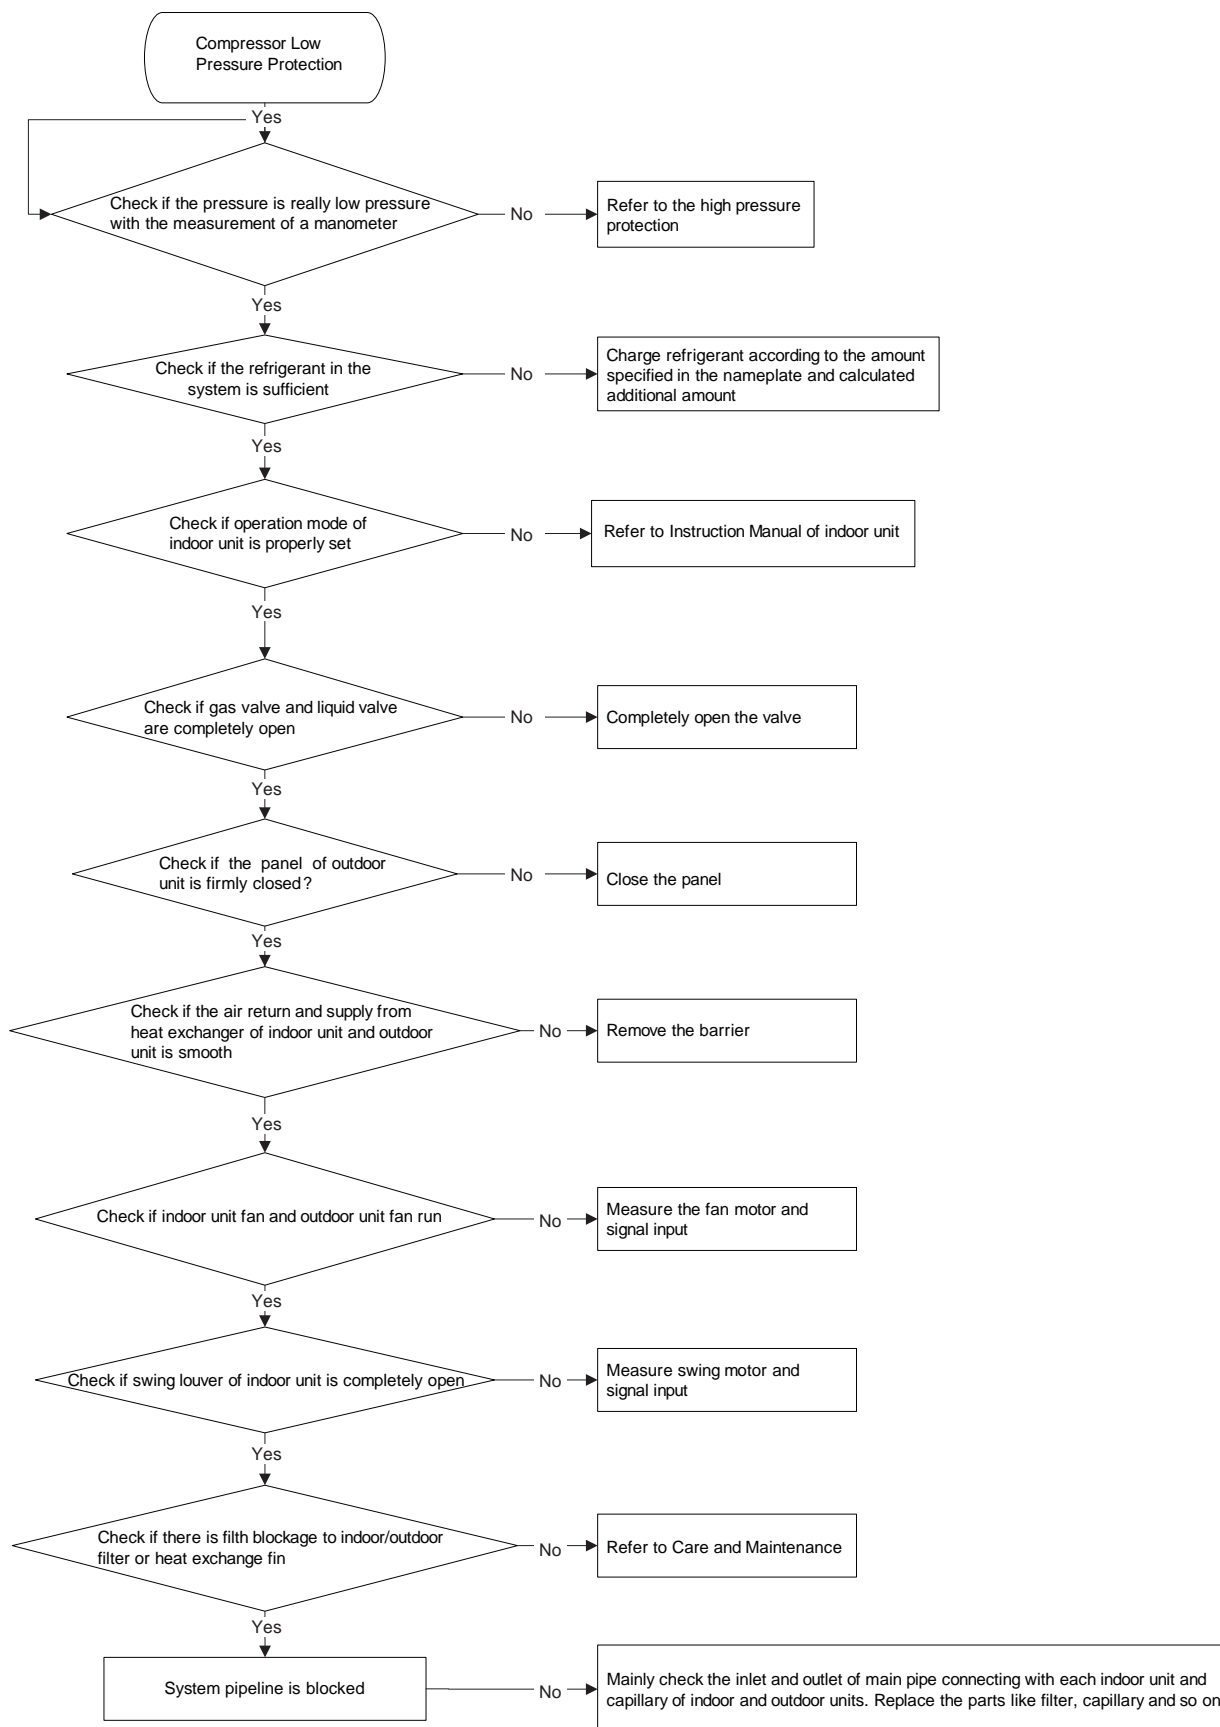 Compressor Low
Pressure Protection
Yes
Check if the pressure is really low pressure
with the measurement of a manometer
No
Refer to the high pressure
protection
Yes
Check if the refrigerant in the
system is sufficient
No
Charge refrigerant according to the amount
specified in the nameplate and calculated
additional amount
Yes
Check if operation mode of
indoor unit is properly set
No
Refer to Instruction Manual of indoor unit
Yes
Check if gas valve and liquid valve
are completely open
No
Completely open the valve
Yes
Check if the panel of outdoor
unit is firmly closed?
No
Close the panel
Yes
Check if the air return and supply from
heat exchanger of indoor unit and outdoor
unit is smooth
No
Remove the barrier
Yes
Check if indoor unit fan and outdoor unit fan run
No
Measure the fan motor and
signal input
Yes
Check if swing louver of indoor unit is completely open
No
Measure swing motor and
signal input
Yes
Check if there is filth blockage to indoor/outdoor
filter or heat exchange fin
No
Refer to Care and Maintenance
Yes
System pipeline is blocked
No
Mainly check the inlet and outlet of main pipe connecting with each indoor unit and
capillary of indoor and outdoor units. Replace the parts like filter, capillary and so on